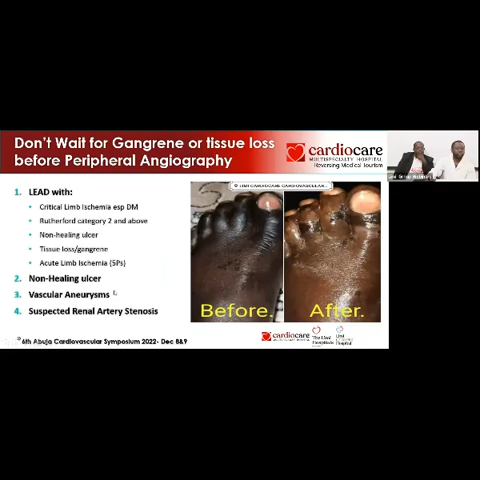 Don't Wait for Gangrene or tissue loss
before Peripheral Angiography
cardiocare
MULTISPECIALTY HOSPITAL
Reversing Medical Tourism
1. LEAD with:
• Critical Limb Ischemia esp DM
• Rutherford category 2 and above
• Non-healing ulcer
• Tissue loss/gangrene
• Acute Limb Ischemia (5Ps)
2. Non-Healing ulcer
3. Vascular Aneurysms
4. Suspected Renal Artery Stenosis
Before.
After.
6th Abuja Cardiovascular Symposium 2022- Dec 8&9
cardiocare